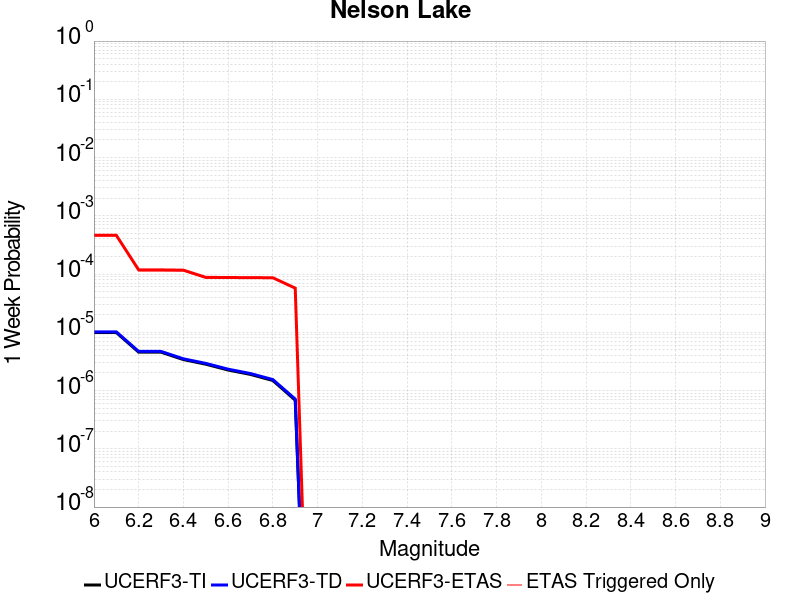 Nelson Lake
10^0
10^-1
10^-2
10^-3
10^-4
10^-5
10^-6
10^-7
10^-8
1 Week Probability
6 6.2 6.4 6.6 6.8 7 7.2 7.4 7.6 7.8 8 8.2 8.4 8.6 8.8 9
Magnitude
UCERF3-TI UCERF3-TD UCERF3-ETAS ETAS Triggered Only